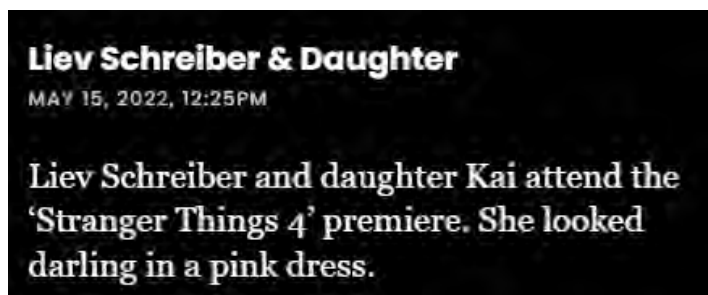 Liev Schreiber & Daughter
MAY 15, 2022, 12:25PM
Liev Schreiber and daughter Kai attend the
‘Stranger Things 4’ premiere. She looked
darling in a pink dress.